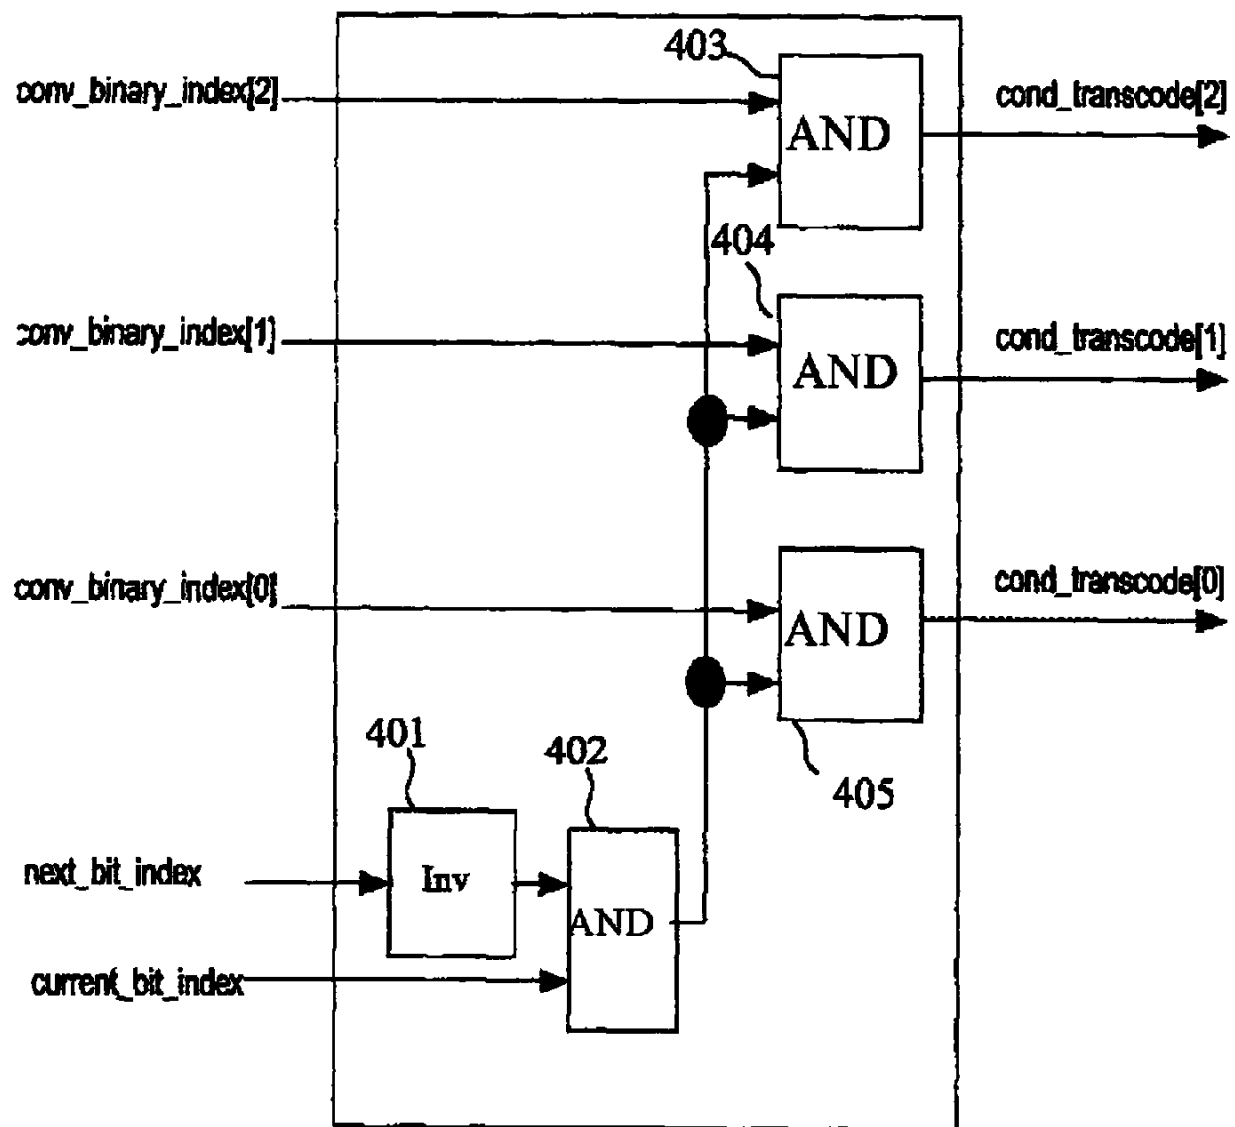 403
conv_binary_index[2]
cond_transcode[2]
AND
404
conv_binary_index[1]
cond_transcode[1]
AND
conv_binary_index[0]
cond_transcode[0]
AND
401
402
405
next_bit_index
Inv
AND
current_bit_index